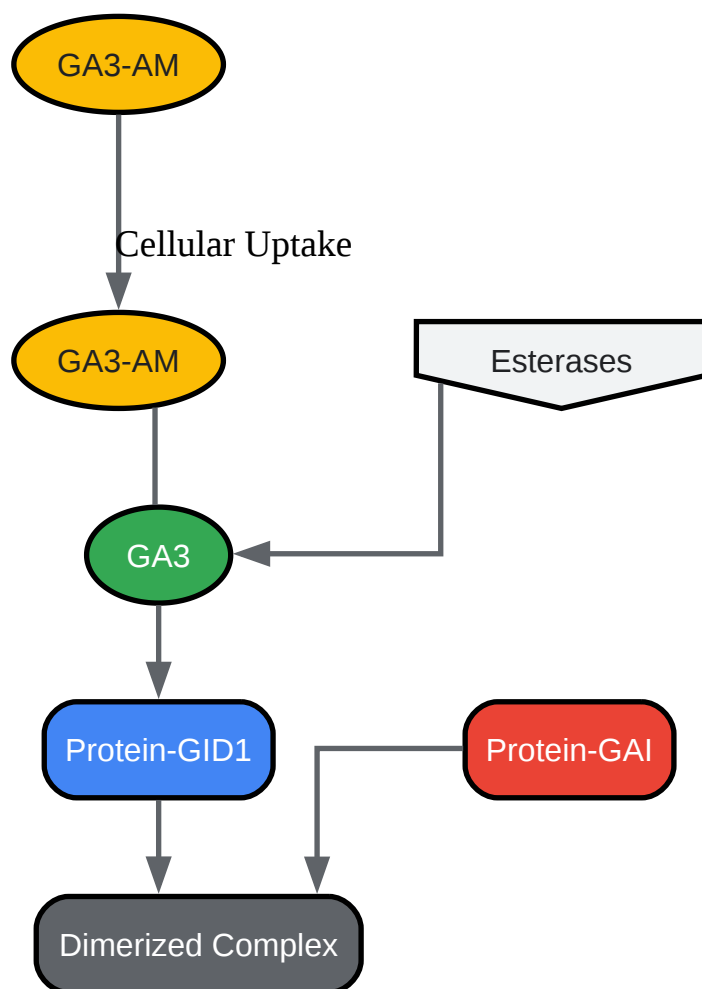 GA3-AM
Cellular Uptake
GA3-AM
Esterases
GA3
Protein-GID1
Protein-GAI
Dimerized Complex